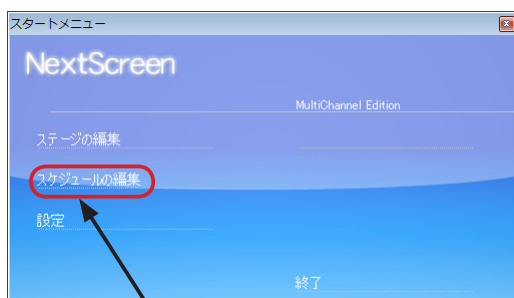 スタートメニュー
NextScreen
MultiChannel Edition
ステージの編集
スケジュールの編集
設定
終了